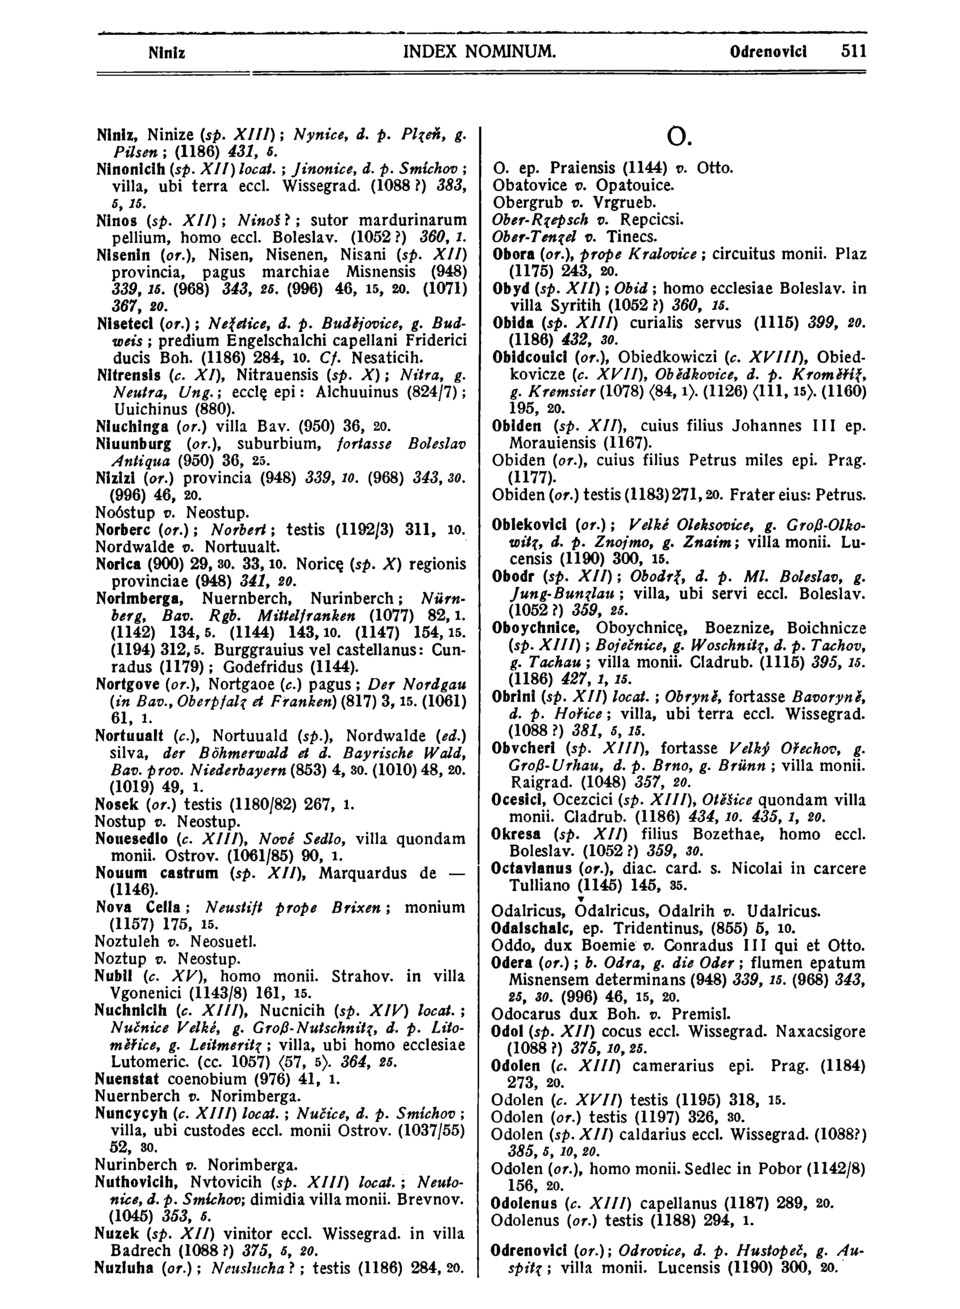 Niniz INDEX NOMINUM. Odrenovici 511
Niniz, Ninize (sp. XIII); Nynice, d. p. Plzeň, g.
Pilsen; (1186) 431, 5.
Ninonicih (sp. XII) locat.; Jinonice, d. p. Smíchov;
villa, ubi terra eccl. Wissegrad. (1088?) 383,
5, 15.
Ninos (sp. XII); Ninoš?; sutor mardurinarum
pellium, homo eccl. Boleslav. (1052?) 360, 1.
Nisenin (or.), Nisen, Nisenen, Nisani (sp. XII)
provincia, pagus marchiae Misnensis (948)
339, 15. (968) 343, 25. (996) 46, 15, 20. (1071)
367, 20.
Niseteci (or.); Nezetice, d. p. Budějovice, g. Bud-
weis; predium Engelschalchi capellani Friderici
ducis Boh. (1186) 284, 10. Cf. Nesaticih.
Nitrensis (c. XI), Nitrauensis (sp. X); Nitra, g.
Neutra, Ung.; ecclę epi: Alchuuinus (824/7);
Uuichinus (880).
Niuchinga (or.) villa Bav. (950) 36, 20.
Niuunburg (or.), suburbium, fortasse Boleslav
Antiqua (950) 36, 25.
Nizizi (or.) provincia (948) 339, 10. (968) 343, 30.
(996) 46, 20.
Noóstup v. Neostup.
Norberc (or.); Norbert; testis (1192/3) 311, 10.
Nordwalde v. Nortuualt.
Norica (900) 29, 30. 33, 10. Noricę (sp. X) regionis
provinciae (948) 341, 20.
Norimberga, Nuernberch, Nurinberch; Nürn-
berg, Bav. Rgb. Mittelfranken (1077) 82, 1.
(1142) 134, 5. (1144) 143, 10. (1147) 154, 15.
(1194) 312, 5. Burggrauius vel castellanus: Cun-
radus (1179); Godefridus (1144).
Nortgove (or.), Nortgaoe (c.) pagus; Der Nordgau
(in Bav., Oberpfalz et Franken) (817) 3, 15. (1061)
61, 1.
Nortuualt (c.), Nortuuald (sp.), Nordwalde (ed.)
silva, der Böhmerwald et d. Bayrische Wald,
Bav. prov. Niederbayern (853) 4, 30. (1010) 48, 20.
(1019) 49, 1.
Nosek (or.) testis (1180/82) 267, 1.
Nostup v. Neostup.
Nouesedlo (c. XIII), Nové Sedlo, villa quondam
monii. Ostrov. (1061/85) 90, 1.
Nouum castrum (sp. XII), Marquardus de —
(1146).
Nova Cella; Neustift prope Brixen; monium
(1157) 175, 15.
Noztuleh v. Neosuetl.
Noztup v. Neostup.
Nubil (c. XV), homo monii. Strahov. in villa
Vgonenici (1143/8) 161, 15.
Nuchnicih (c. XIII), Nucnicih (sp. XIV) locat.;
Nučnice Velké, g. Groß-Nutschnitz, d. p. Lito-
měřice, g. Leitmeritz; villa, ubi homo ecclesiae
Lutomeric. (cc. 1057) ⟨57, 5⟩. 364, 25.
Nuenstat coenobium (976) 41, 1.
Nuernberch v. Norimberga.
Nuncycyh (c. XIII) locat.; Nučice, d. p. Smíchov;
villa, ubi custodes eccl. monii Ostrov. (1037/55)
52, 30.
Nurinberch v. Norimberga.
Nuthovicih, Nvtovicih (sp. XIII) locat.; Neuto-
nice, d. p. Smíchov; dimidia villa monii. Brevnov.
(1045) 353, 5.
Nuzek (sp. XII) vinitor eccl. Wissegrad. in villa
Badrech (1088?) 375, 5, 20.
Nuzluha (or.); Neuslucha?; testis (1186) 284, 20.
O.
O. ep. Praiensis (1144) v. Otto.
Obatovice v. Opatouice.
Obergrub v. Vrgrueb.
Ober-Rzepsch v. Repcicsi.
Ober-Tenzel v. Tinecs.
Obora (or.), prope Kralovice; circuitus monii. Plaz
(1175) 243, 20.
Obyd (sp. XII); Obid; homo ecclesiae Boleslav. in
villa Syritih (1052?) 360, 15.
Obida (sp. XIII) curialis servus (1115) 399, 20.
(1186) 432, 30.
Obidcouici (or.), Obiedkowiczi (c. XVIII), Obied-
kovicze (c. XVII), Obědkovice, d. p. Kroměříž,
g. Kremsier (1078) ⟨84, 1⟩. (1126) ⟨111, 15⟩. (1160)
195, 20.
Obiden (sp. XII), cuius filius Johannes III ep.
Morauiensis (1167).
Obiden (or.), cuius filius Petrus miles epi. Prag.
(1177).
Obiden (or.) testis (1183) 271, 20. Frater eius: Petrus.
Oblekovici (or.); Velké Oleksovice, g. Groß-Olko-
witz, d. p. Znojmo, g. Znaim; villa monii. Lu-
censis (1190) 300, 15.
Obodr (sp. XII); Obodrž, d. p. Ml. Boleslav, g.
Jung-Bunzlau; villa, ubi servi eccl. Boleslav.
(1052?) 359, 25.
Oboychnice, Oboychnicę, Boeznize, Boichnicze
(sp. XIII); Boječnice, g. Woschnitz, d. p. Tachov,
g. Tachau; villa monii. Cladrub. (1115) 395, 15.
(1186) 427, 1, 15.
Obrini (sp. XII) locat.; Obryně, fortasse Bavoryně,
d. p. Hořice; villa, ubi terra eccl. Wissegrad.
(1088?) 381, 5, 15.
Obvcheri (sp. XIII), fortasse Velký Ořechov, g.
Groß-Urhau, d. p. Brno, g. Brünn; villa monii.
Raigrad. (1048) 357, 20.
Ocesici, Ocezcici (sp. XIII), Otěšice quondam villa
monii. Cladrub. (1186) 434, 10. 435, 1, 20.
Okresa (sp. XII) filius Bozethae, homo eccl.
Boleslav. (1052?) 359, 30.
Octavianus (or.), diac. card. s. Nicolai in carcere
Tulliano (1145) 145, 35.
Odalricus, Ǒdalricus, Odalrih v. Udalricus.
Odalschalc, ep. Tridentinus, (855) 5, 10.
Oddo, dux Boemie v. Conradus III qui et Otto.
Odera (or.); b. Odra, g. die Oder; flumen epatum
Misnensem determinans (948) 339, 15. (968) 343,
25, 30. (996) 46, 15, 20.
Odocarus dux Boh. v. Premisl.
Odol (sp. XII) cocus eccl. Wissegrad. Naxacsigore
(1088?) 375, 10, 25.
Odolen (c. XIII) camerarius epi. Prag. (1184)
273, 20.
Odolen (c. XVII) testis (1195) 318, 15.
Odolen (or.) testis (1197) 326, 30.
Odolen (sp. XII) caldarius eccl. Wissegrad. (1088?)
385, 5, 10, 20.
Odolen (or.), homo monii. Sedlec in Pobor (1142/8)
156, 20.
Odolenus (c. XIII) capellanus (1187) 289, 20.
Odolenus (or.) testis (1188) 294, 1.
Odrenovici (or.); Odrovice, d. p. Hustopeč, g. Au-
spitz; villa monii. Lucensis (1190) 300, 20.